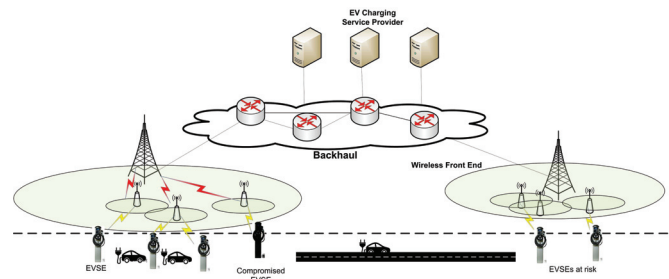 EV Charging
Service Provider
Backhaul
Wireless Front End
EVSE
Compromised
EVSE
EVSEs at risk